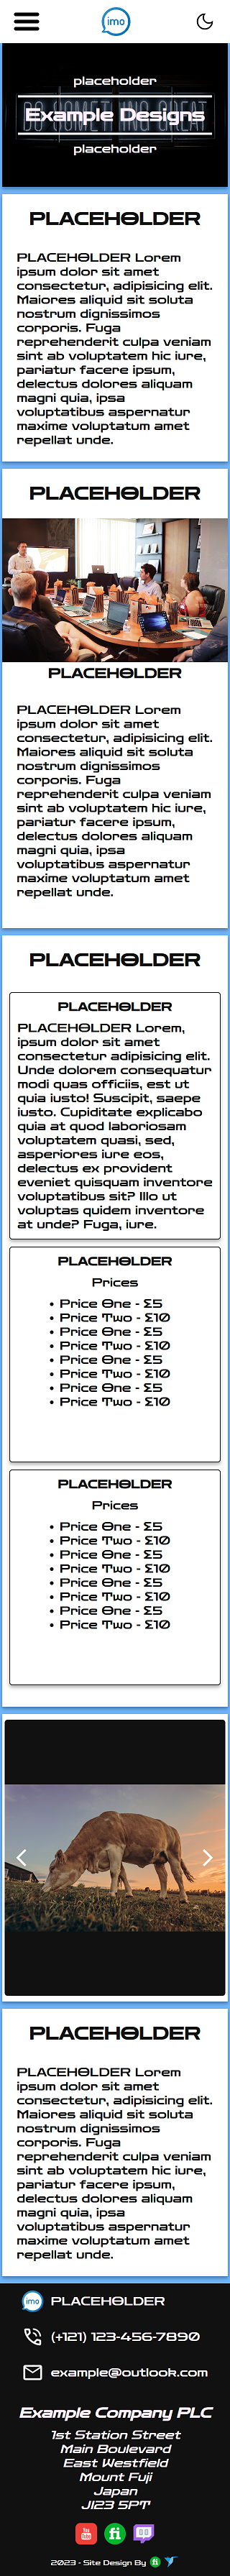 imo
placeholder
DO SOMETHING GREAT
Example Designs
placeholder
PLACEHOLDER
PLACEHOLDER Lorem
ipsum dolor sit amet
consectetur, adipisicing elit.
Maiores aliquid sit soluta
nostrum dignissimos
corporis. Fuga
reprehenderit culpa veniam
sint ab voluptatem hic iure,
pariatur facere ipsum,
delectus dolores aliquam
magni quia, ipsa
voluptatibus aspernatur
maxime voluptatum amet
repellat unde.
PLACEHOLDER
PLACEHOLDER
PLACEHOLDER Lorem
ipsum dolor sit amet
consectetur, adipisicing elit.
Maiores aliquid sit soluta
nostrum dignissimos
corporis. Fuga
reprehenderit culpa veniam
sint ab voluptatem hic iure,
pariatur facere ipsum,
delectus dolores aliquam
magni quia, ipsa
voluptatibus aspernatur
maxime voluptatum amet
repellat unde.
PLACEHOLDER
PLACEHOLDER
PLACEHOLDER Lorem,
ipsum dolor sit amet
consectetur adipisicing elit.
Unde dolorem consequatur
modi quas officiis, est ut
quia iusto! Suscipit, saepe
iusto. Cupiditate explicabo
quia at quod laboriosam
voluptatem quasi, sed,
asperiores iure eos,
delectus ex provident
eveniet quisquam inventore
voluptatibus sit? Illo ut
voluptas quidem inventore
at unde? Fuga, iure.
PLACEHOLDER
Prices
• Price One - £5
• Price Two - £10
• Price One - £5
• Price Two - £10
• Price One - £5
• Price Two - £10
• Price One - £5
• Price Two - £10
PLACEHOLDER
Prices
• Price One - £5
• Price Two - £10
• Price One - £5
• Price Two - £10
• Price One - £5
• Price Two - £10
• Price One - £5
• Price Two - £10
PLACEHOLDER
PLACEHOLDER Lorem
ipsum dolor sit amet
consectetur, adipisicing elit.
Maiores aliquid sit soluta
nostrum dignissimos
corporis. Fuga
reprehenderit culpa veniam
sint ab voluptatem hic iure,
pariatur facere ipsum,
delectus dolores aliquam
magni quia, ipsa
voluptatibus aspernatur
maxime voluptatum amet
repellat unde.
imo PLACEHOLDER
(+121) 123-456-7890
example@outlook.com
Example Company PLC
1st Station Street
Main Boulevard
East Westfield
Mount Fuji
Japan
J123 5PT
You fi
2023 - Site Design By fi